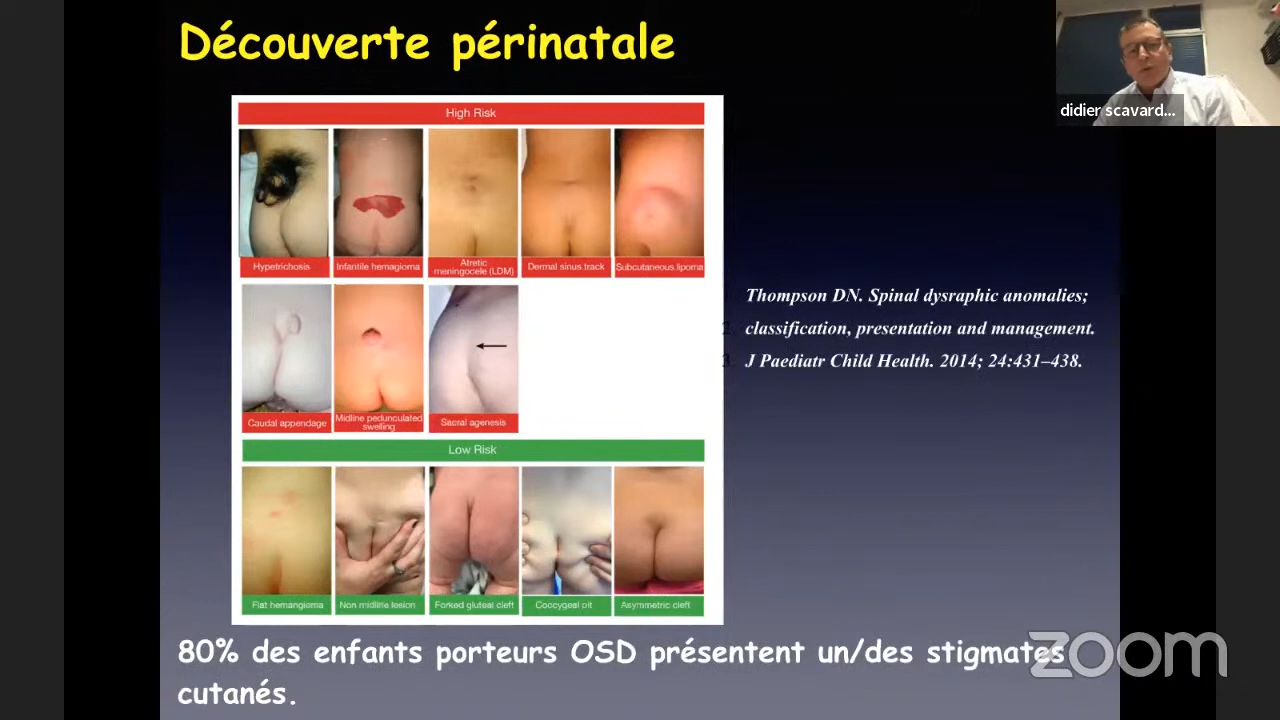 Découverte périnatale
didier scavard...
High Risk
Hypetrichosis
Infantile hemagioma
Atretic
meningocele (LDM)
Dermal sinus track
Subcutaneous lipoma
Caudal appendage
Midline pedunculated
swelling
Sacral agenesis
Low Risk
Flat hemangioma
Non midline lesion
Forked gluteal cleft
Coccygeal pit
Asymmetric cleft
Thompson DN. Spinal dysraphic anomalies;
2. classification, presentation and management.
3. J Paediatr Child Health. 2014; 24:431–438.
80% des enfants porteurs OSD présentent un/des stigmates
cutanés.
zoom